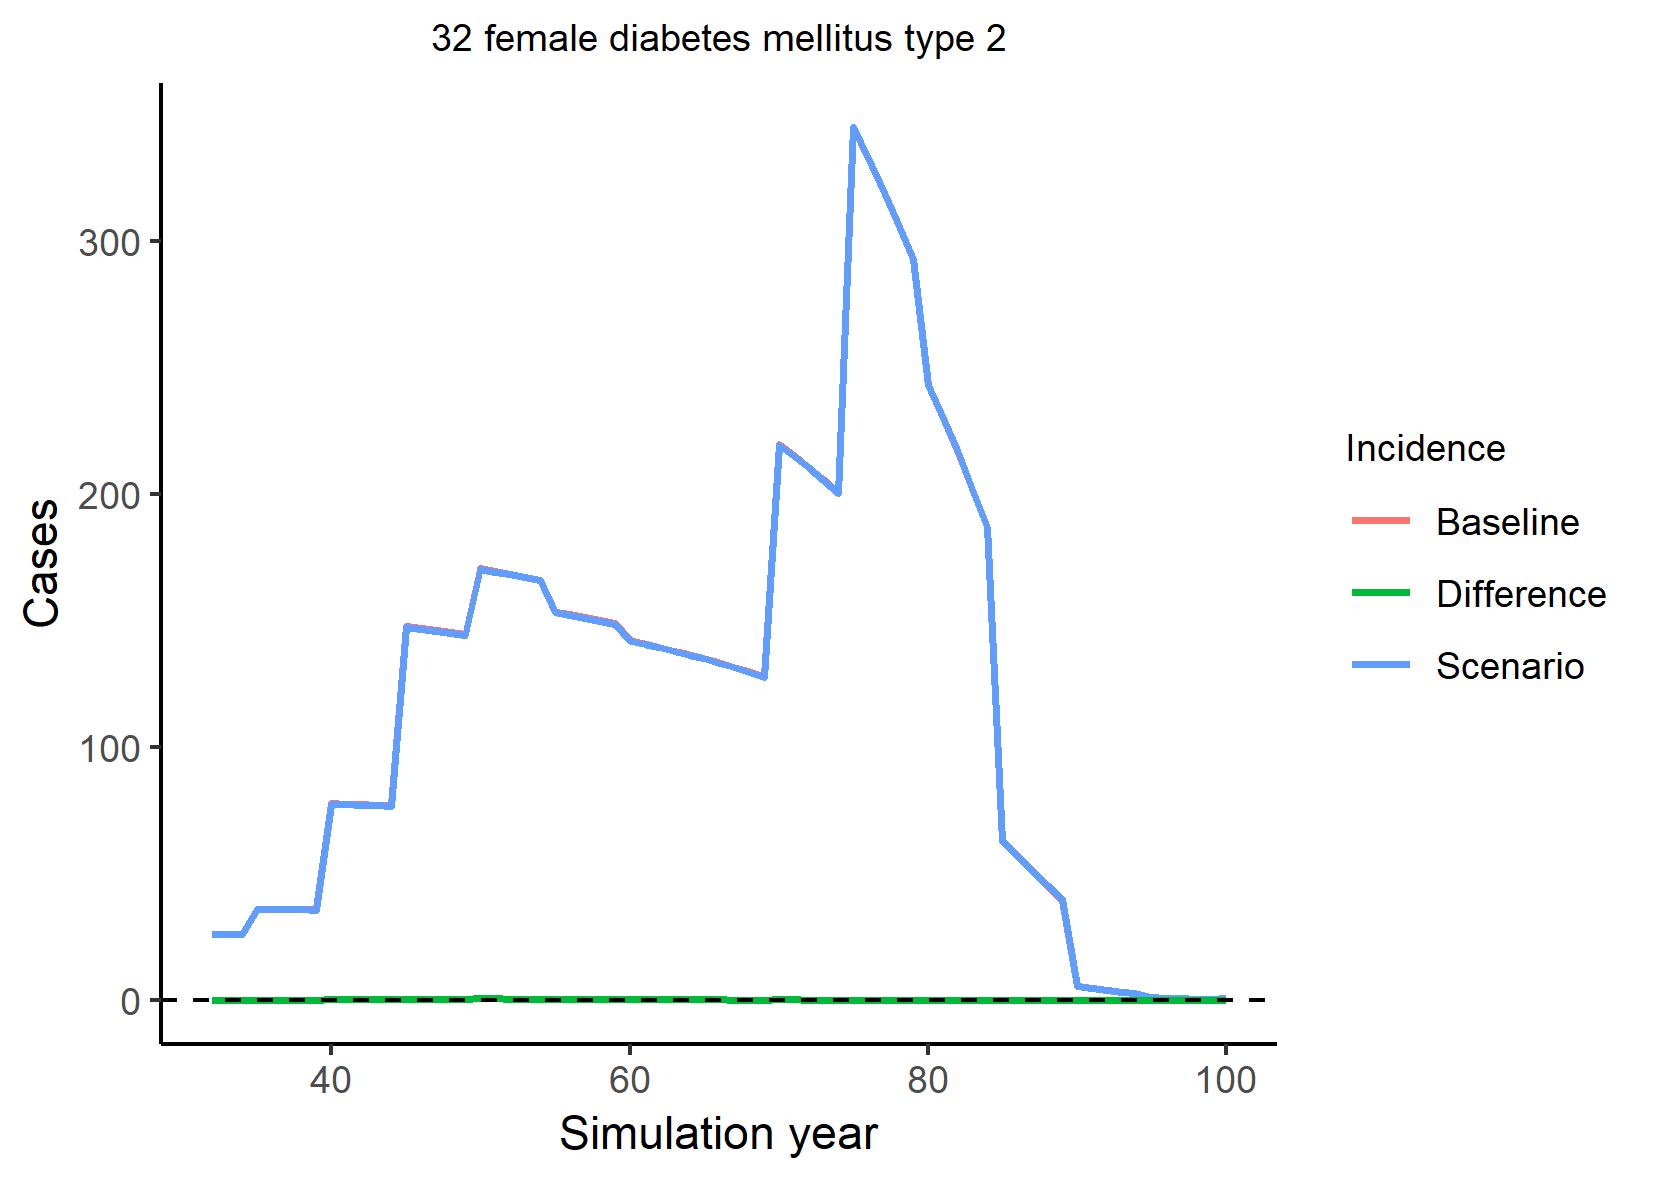 32 female diabetes mellitus type 2
300
200
100
0
Cases
40 60 80 100
Simulation year
Incidence
Baseline
Difference
Scenario